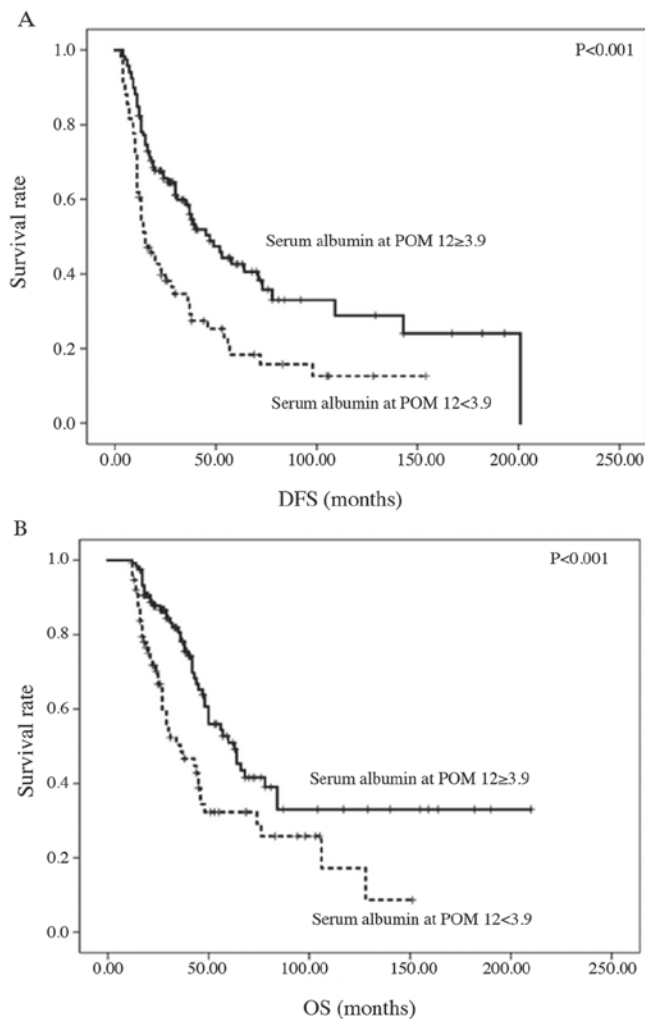 A
P<0.001
1.0
0.8
0.6
0.4
0.2
0.0
Survival rate
Serum albumin at POM 12≥3.9
Serum albumin at POM 12<3.9
0.00 50.00 100.00 150.00 200.00 250.00
DFS (months)
B
P<0.001
1.0
0.8
0.6
0.4
0.2
0.0
Survival rate
Serum albumin at POM 12≥3.9
Serum albumin at POM 12<3.9
0.00 50.00 100.00 150.00 200.00 250.00
OS (months)